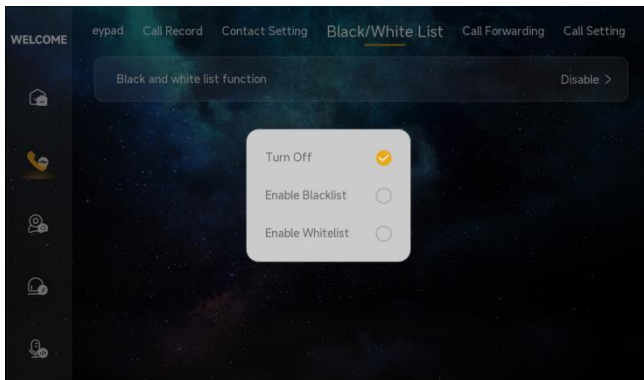 WELCOME
eypad Call Record Contact Setting Black/White List Call Forwarding Call Setting
Black and white list function Disable >
Turn Off
Enable Blacklist
Enable Whitelist